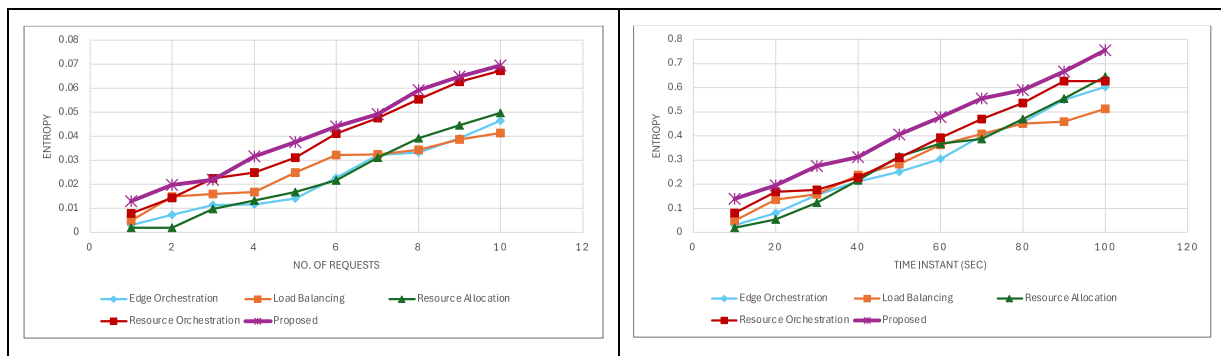 0.08
0.07
0.06
0.05
0.04
0.03
0.02
0.01
0
ENTROPY
0 2 4 6 8 10 12
NO. OF REQUESTS
Edge Orchestration Load Balancing Resource Allocation
Resource Orchestration Proposed
0.8
0.7
0.6
0.5
0.4
0.3
0.2
0.1
0
ENTROPY
0 20 40 60 80 100 120
TIME INSTANT (SEC)
Edge Orchestration Load Balancing Resource Allocation
Resource Orchestration Proposed